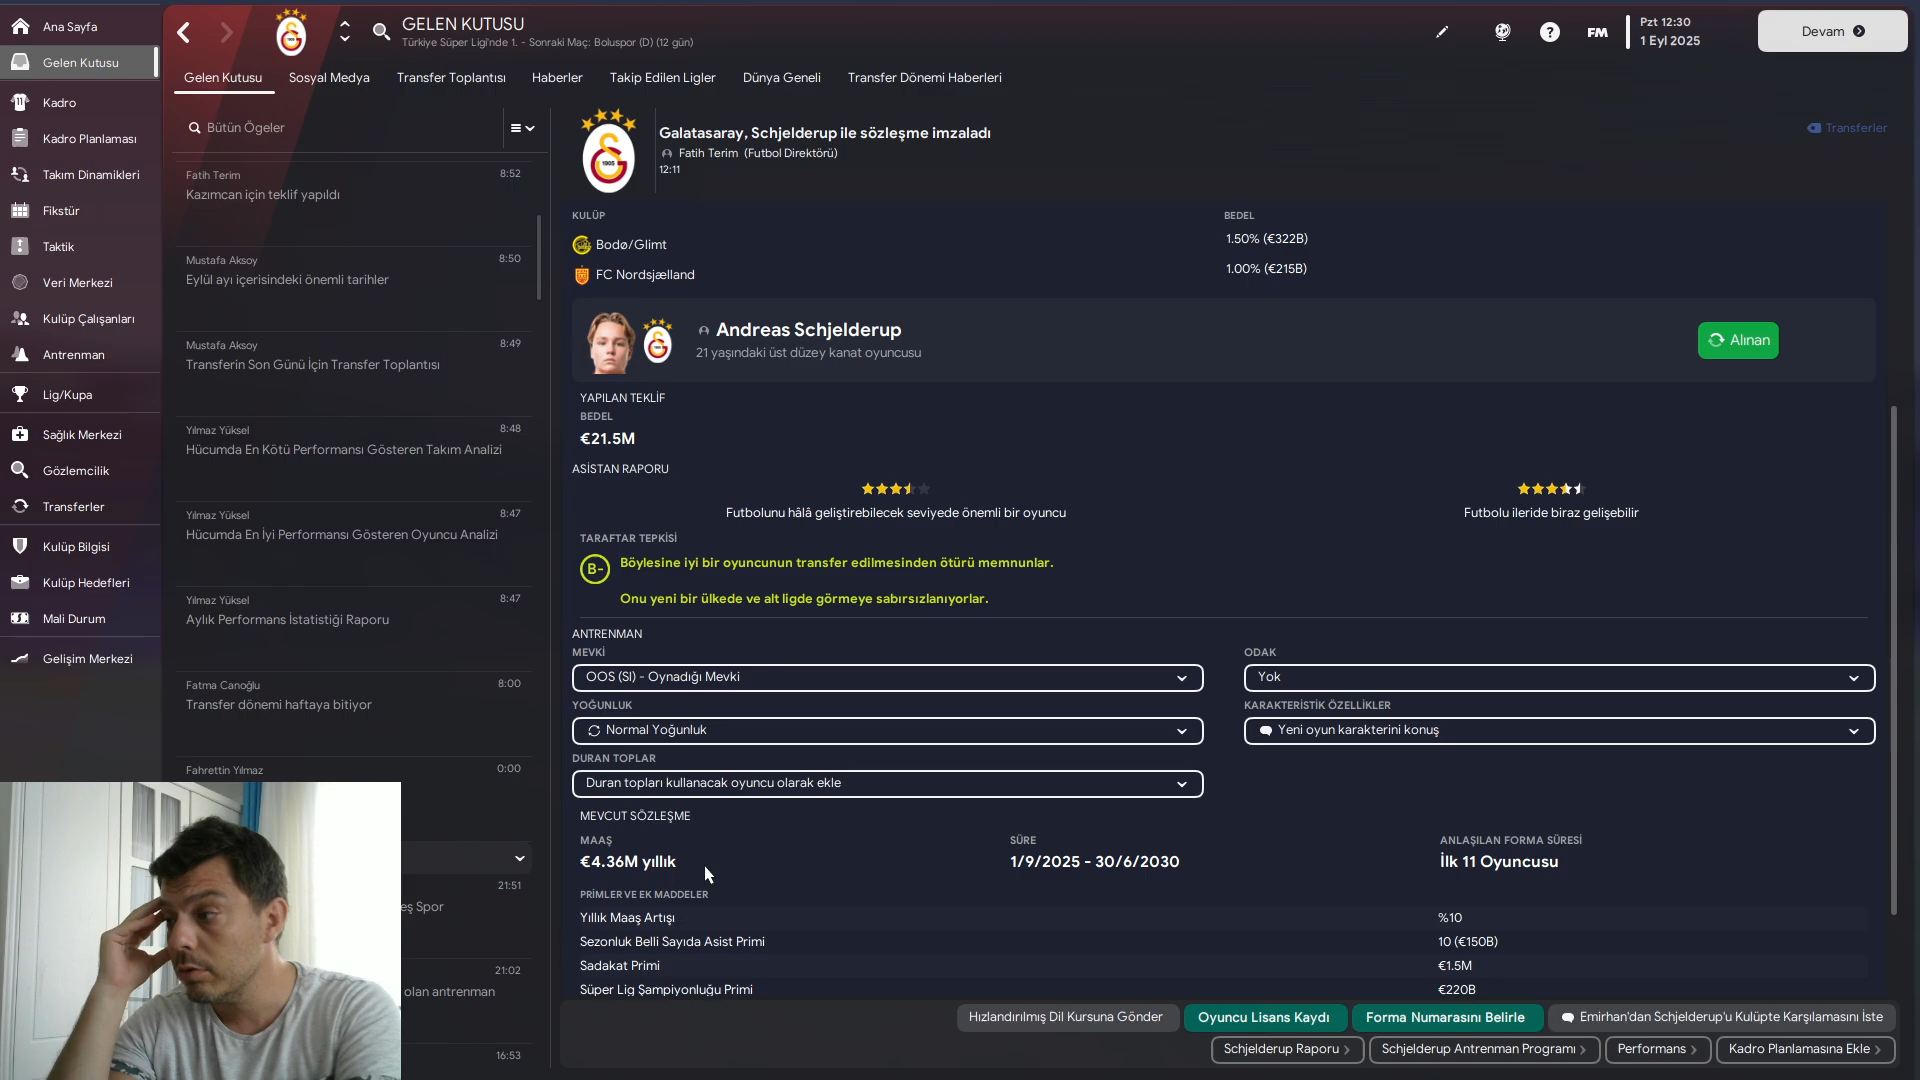 Ana Sayfa
Gelen Kutusu
Kadro
Kadro Planlaması
Takım Dinamikleri
Fikstür
Taktik
Veri Merkezi
Kulüp Çalışanları
Antrenman
Lig/Kupa
Sağlık Merkezi
Gözlemcilik
Transferler
Kulüp Bilgisi
Kulüp Hedefleri
Mali Durum
Gelişim Merkezi
GELEN KUTUSU
Türkiye Süper Ligi'nde 1. - Sonraki Maç: Boluspor (D) (12 gün)
FM
Pzt 12:30
1 Eyl 2025
Devam
Gelen Kutusu
Sosyal Medya
Transfer Toplantısı
Haberler
Takip Edilen Ligler
Dünya Geneli
Transfer Dönemi Haberleri
Bütün Ögeler
Fatih Terim 8:52
Kazımcan için teklif yapıldı
Mustafa Aksoy 8:50
Eylül ayı içerisindeki önemli tarihler
Mustafa Aksoy 8:49
Transferin Son Günü İçin Transfer Toplantısı
Yılmaz Yüksel 8:48
Hücumda En Kötü Performansı Gösteren Takım Analizi
Yılmaz Yüksel 8:47
Hücumda En İyi Performansı Gösteren Oyuncu Analizi
Yılmaz Yüksel 8:47
Aylık Performans İstatistiği Raporu
Fatma Canoğlu 8:00
Transfer dönemi haftaya bitiyor
Fahrettin Yılmaz 0:00
21:51
eş Spor
21:02
olan antrenman
16:53
1905
Galatasaray, Schjelderup ile sözleşme imzaladı
Fatih Terim (Futbol Direktörü)
12:11
Transferler
KULÜP BEDEL
Bodø/Glimt 1.50% (€322B)
FC Nordsjælland 1.00% (€215B)
Andreas Schjelderup
21 yaşındaki üst düzey kanat oyuncusu
Alınan
YAPILAN TEKLİF
BEDEL
€21.5M
ASİSTAN RAPORU
Futbolunu hâlâ geliştirebilecek seviyede önemli bir oyuncu
Futbolu ileride biraz gelişebilir
TARAFTAR TEPKİSİ
B-
Böylesine iyi bir oyuncunun transfer edilmesinden ötürü memnunlar.
Onu yeni bir ülkede ve alt ligde görmeye sabırsızlanıyorlar.
ANTRENMAN
MEVKİ ODAK
OOS (SI) - Oynadığı Mevki Yok
YOĞUNLUK KARAKTERİSTİK ÖZELLİKLER
Normal Yoğunluk Yeni oyun karakterini konuş
DURAN TOPLAR
Duran topları kullanacak oyuncu olarak ekle
MEVCUT SÖZLEŞME
MAAŞ SÜRE ANLAŞILAN FORMA SÜRESİ
€4.36M yıllık 1/9/2025 - 30/6/2030 İlk 11 Oyuncusu
PRİMLER VE EK MADDELER
Yıllık Maaş Artışı %10
Sezonluk Belli Sayıda Asist Primi 10 (€150B)
Sadakat Primi €1.5M
Süper Lig Şampiyonluğu Primi €220B
Hızlandırılmış Dil Kursuna Gönder
Oyuncu Lisans Kaydı
Forma Numarasını Belirle
Emirhan'dan Schjelderup'u Kulüpte Karşılamasını İste
Schjelderup Raporu
Schjelderup Antrenman Programı
Performans
Kadro Planlamasına Ekle